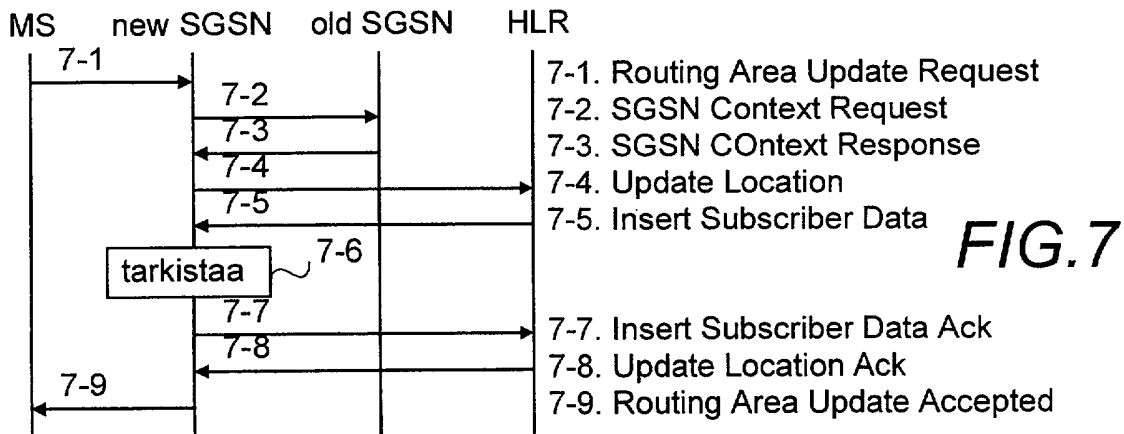 MS new SGSN old SGSN HLR
7-1
7-1. Routing Area Update Request
7-2
7-2. SGSN Context Request
7-3
7-3. SGSN COntext Response
7-4
7-4. Update Location
7-5
7-5. Insert Subscriber Data
FIG.7
tarkistaa
7-6
7-7
7-7. Insert Subscriber Data Ack
7-8
7-8. Update Location Ack
7-9
7-9. Routing Area Update Accepted